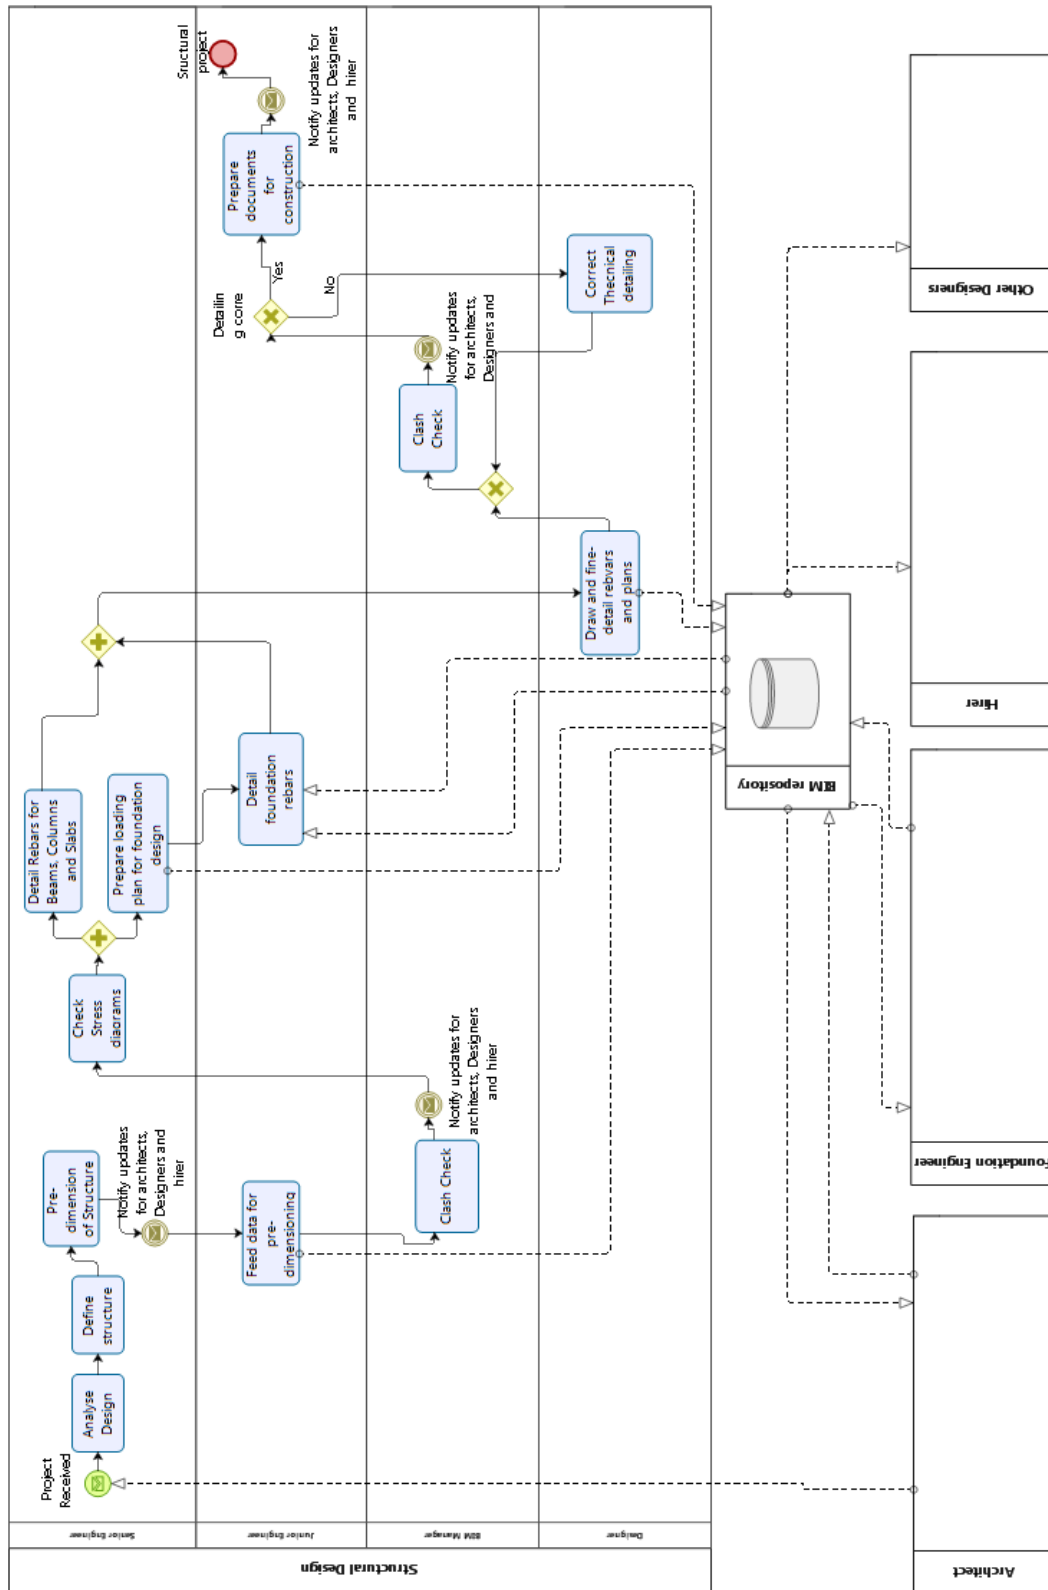 Sructural
project
Notify updates for
architects, Designers
and hirer
Prepare
documents
for
construction
Yes
No
Detailin
g corre
Correct
Thecnical
detailing
Notify updates
for architects,
Designers and
Clash
Check
Draw and fine-
detail rebvars
and plans
Detail Rebars for
Beams, Columns
and Slabs
Prepare loading
plan for foundation
design
Detail
foundation
rebars
Check
Stress
diagrams
Notify updates for
architects, Designers
and hirer
Clash Check
Pre-
dimension
of Structure
Notify updates
for architects,
Designers and
hirer
Feed data for
pre-
dimensioning
Define
structure
Analyse
Design
Project
Received
Senior Engineer
Junior Engineer
BIM Manager
Designer
Structural Design
BIM repository
Other Designers
Hirer
Foundation Engineer
Architect